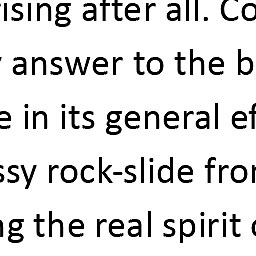 rising after all. Co
answer to the b
e in its general ef
ssy rock-slide fro
ng the real spirit